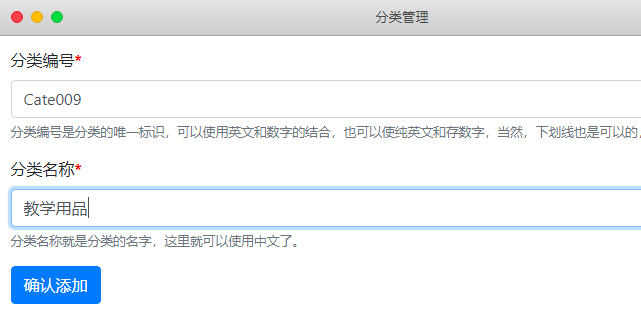 分类管理
分类编号*
Cate009
分类编号是分类的唯一标识，可以使用英文和数字的结合，也可以使纯英文和存数字，当然，下划线也是可以的，
分类名称*
教学用品
分类名称就是分类的名字，这里就可以使用中文了。
确认添加